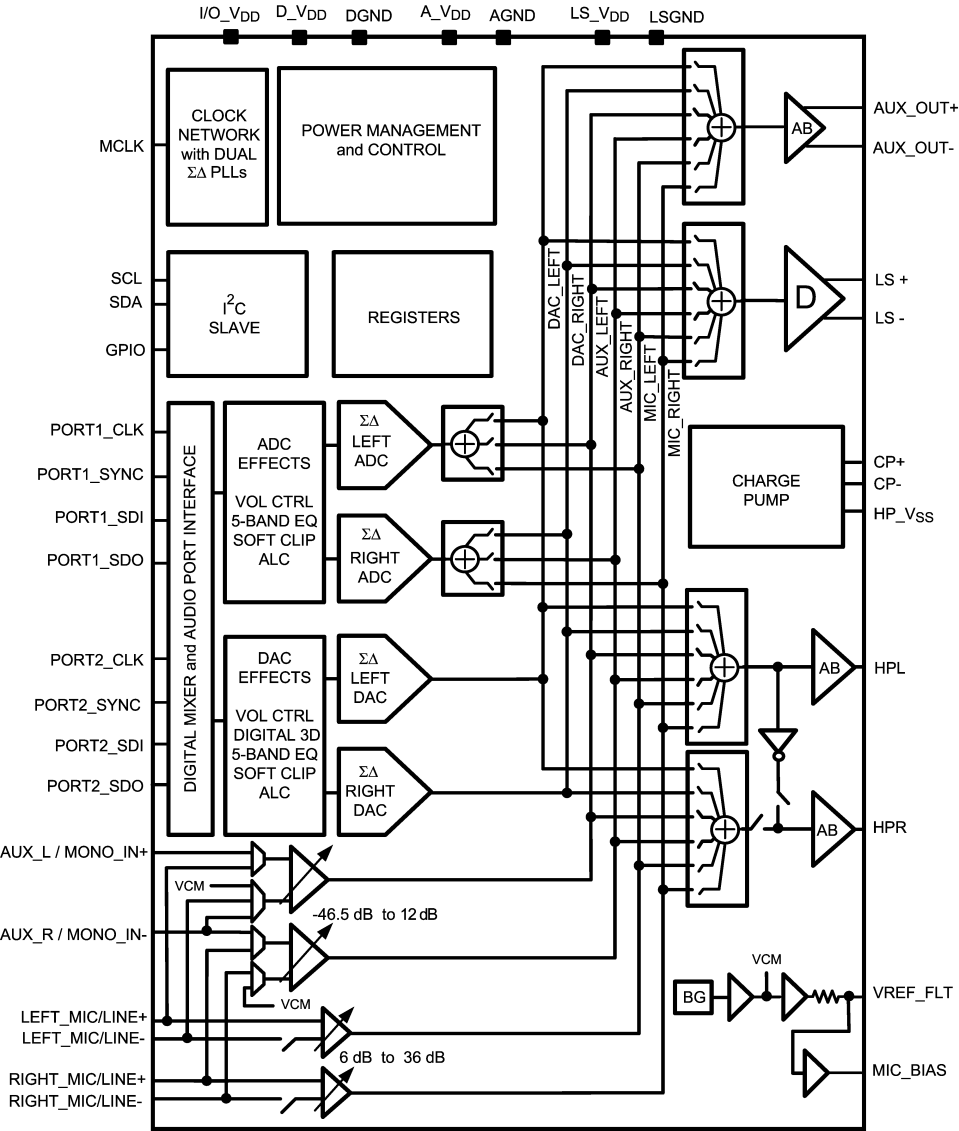 I/O_VDD
D_VDD
DGND
A_VDD
AGND
LS_VDD
LSGND
CLOCK
NETWORK
with DUAL
ΣΔ PLLs
POWER MANAGEMENT
and CONTROL
MCLK
AB
AUX_OUT+
AUX_OUT-
SCL
SDA
GPIO
I2C
SLAVE
REGISTERS
DAC_LEFT
DAC_RIGHT
AUX_LEFT
AUX_RIGHT
MIC_LEFT
MIC_RIGHT
D
LS +
LS -
PORT1_CLK
PORT1_SYNC
PORT1_SDI
PORT1_SDO
PORT2_CLK
PORT2_SYNC
PORT2_SDI
PORT2_SDO
DIGITAL MIXER and AUDIO PORT INTERFACE
ADC
EFFECTS
VOL CTRL
5-BAND EQ
SOFT CLIP
ALC
ΣΔ
LEFT
ADC
ΣΔ
RIGHT
ADC
CHARGE
PUMP
CP+
CP-
HP_VSS
DAC
EFFECTS
VOL CTRL
DIGITAL 3D
5-BAND EQ
SOFT CLIP
ALC
ΣΔ
LEFT
DAC
ΣΔ
RIGHT
DAC
AB
HPL
AB
HPR
AUX_L / MONO_IN+
VCM
-46.5 dB to 12 dB
AUX_R / MONO_IN-
VCM
LEFT_MIC/LINE+
LEFT_MIC/LINE-
6 dB to 36 dB
RIGHT_MIC/LINE+
RIGHT_MIC/LINE-
BG
VCM
VREF_FLT
MIC_BIAS